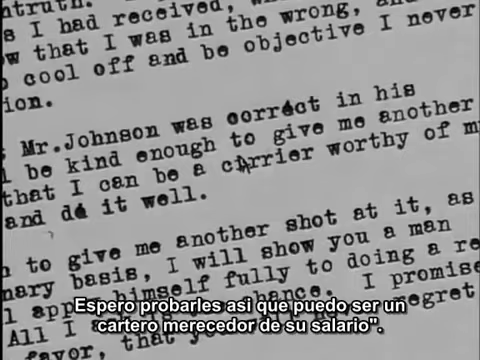 ntruth.
s I had received,
w that I was in the wrong,
cool off and be objective I never
ion.
Mr.Johnson was correct in his
be kind enough to give me another
that I can be a carrier worthy of
and do it well.
to give me another shot at it, as
nary basis, I will show you a man
himself fully to doing a re
All I chance. I promise
favor, that regret
Espero probarles asi que puedo ser un
cartero merecedor de su salario".